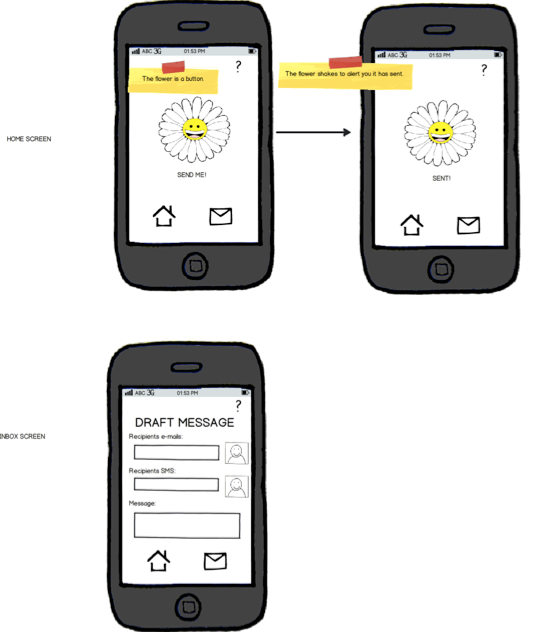 ABC 3G 01:53 PM
?
The flower is a button.
SEND ME!
HOME SCREEN
ABC 3G 01:53 PM
?
The flower shakes to alert you it has sent.
SENT!
ABC 3G 01:53 PM
?
DRAFT MESSAGE
Recipients e-mails:
Recipients SMS:
Message:
INBOX SCREEN